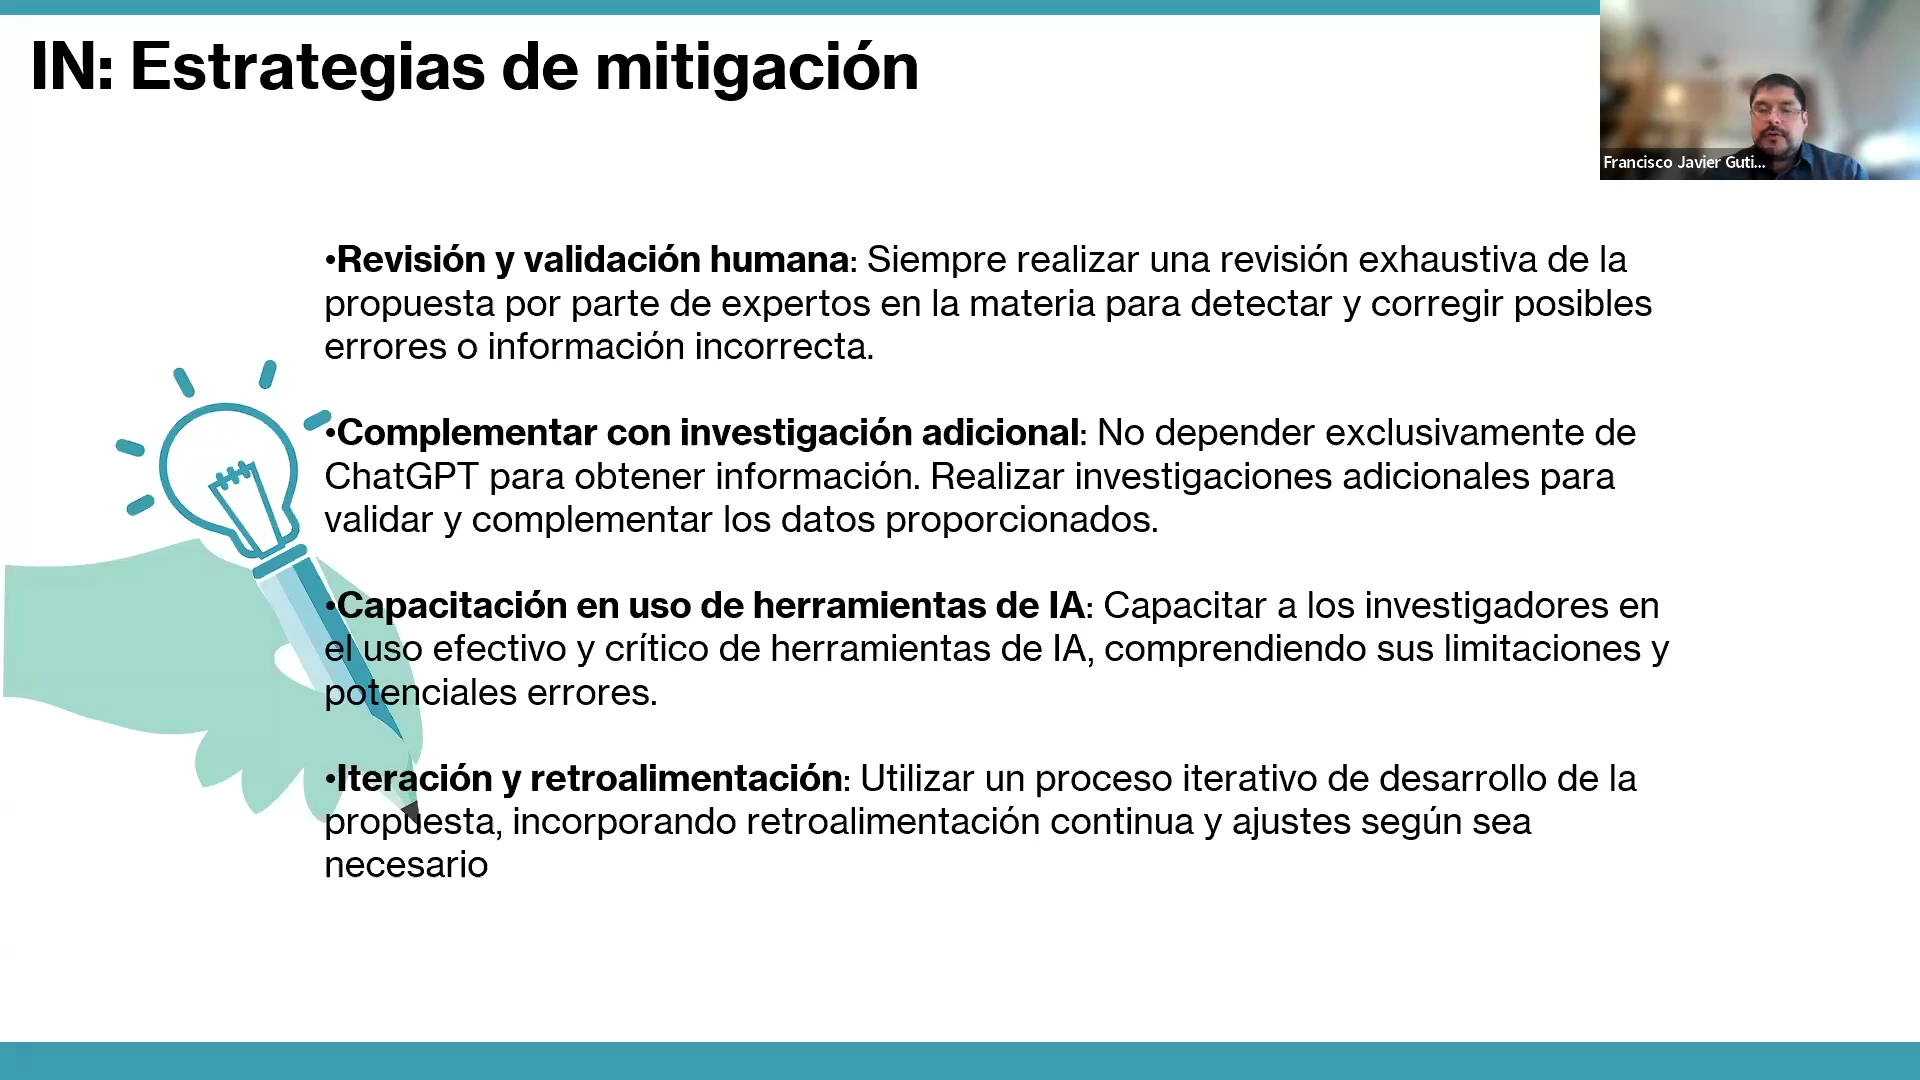 IN: Estrategias de mitigación
Francisco Javier Guti...
•Revisión y validación humana: Siempre realizar una revisión exhaustiva de la
propuesta por parte de expertos en la materia para detectar y corregir posibles
errores o información incorrecta.
•Complementar con investigación adicional: No depender exclusivamente de
ChatGPT para obtener información. Realizar investigaciones adicionales para
validar y complementar los datos proporcionados.
•Capacitación en uso de herramientas de IA: Capacitar a los investigadores en
el uso efectivo y crítico de herramientas de IA, comprendiendo sus limitaciones y
potenciales errores.
•Iteración y retroalimentación: Utilizar un proceso iterativo de desarrollo de la
propuesta, incorporando retroalimentación continua y ajustes según sea
necesario